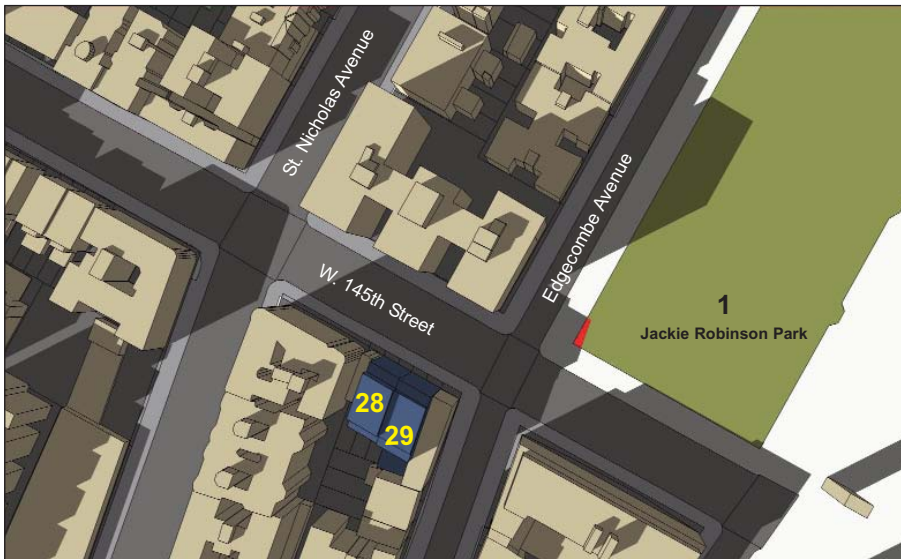 St. Nicholas Avenue
Edgecombe Avenue
W. 145th Street
1
Jackie Robinson Park
28
29